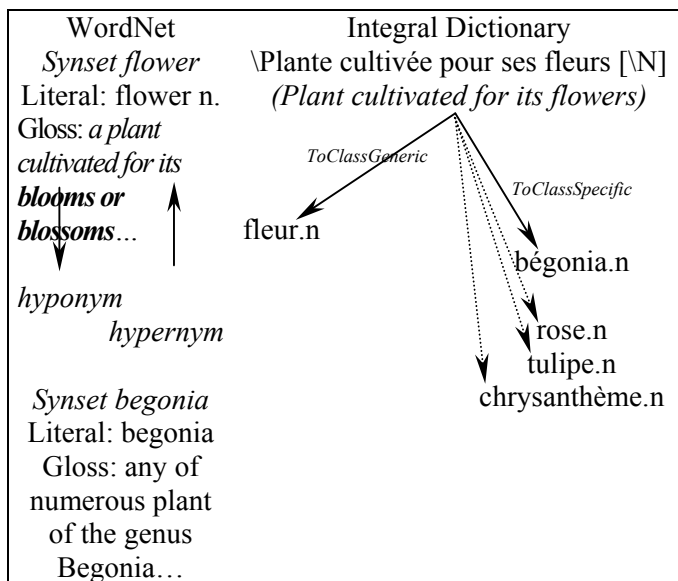 WordNet
Synset flower
Literal: flower n.
Gloss: a plant
cultivated for its
blooms or
blossoms…
hyponym
hypernym
Synset begonia
Literal: begonia
Gloss: any of
numerous plant
of the genus
Begonia…
Integral Dictionary
\Plante cultivée pour ses fleurs [\N]
(Plant cultivated for its flowers)
ToClassGeneric
ToClassSpecific
fleur.n
bégonia.n
rose.n
tulipe.n
chrysanthème.n